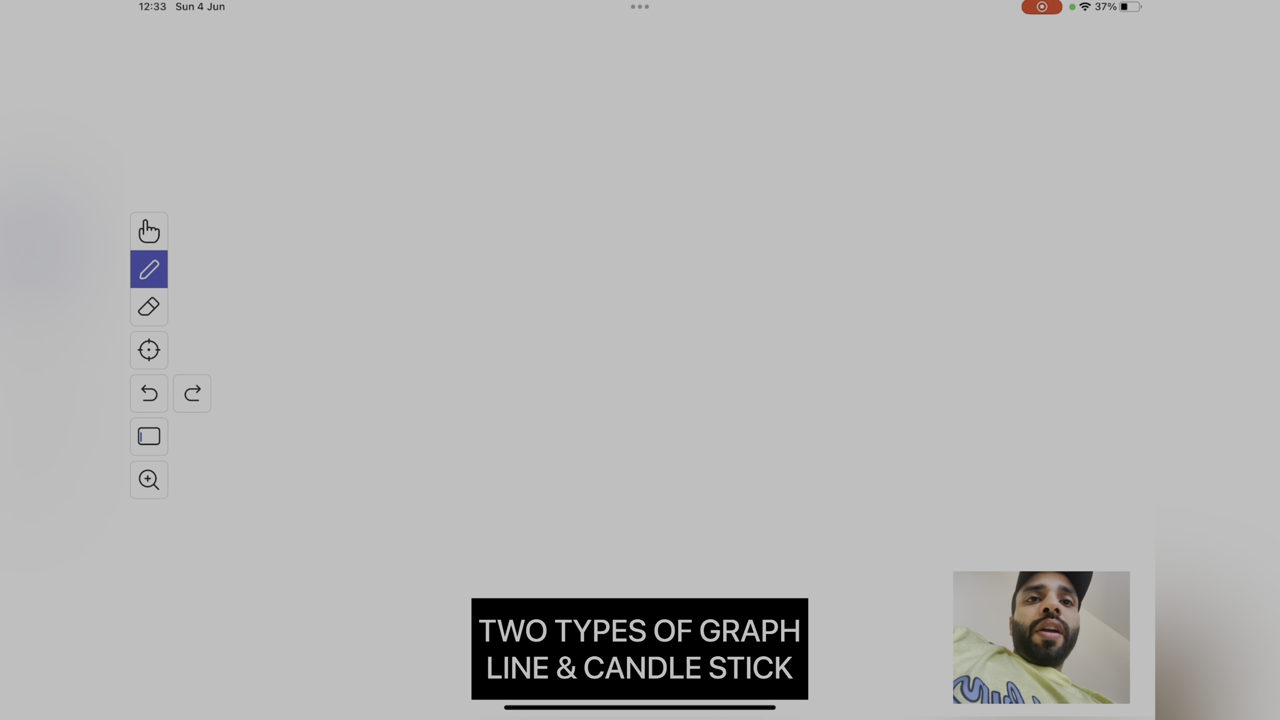 12:33 Sun 4 Jun
37%
TWO TYPES OF GRAPH
LINE & CANDLE STICK